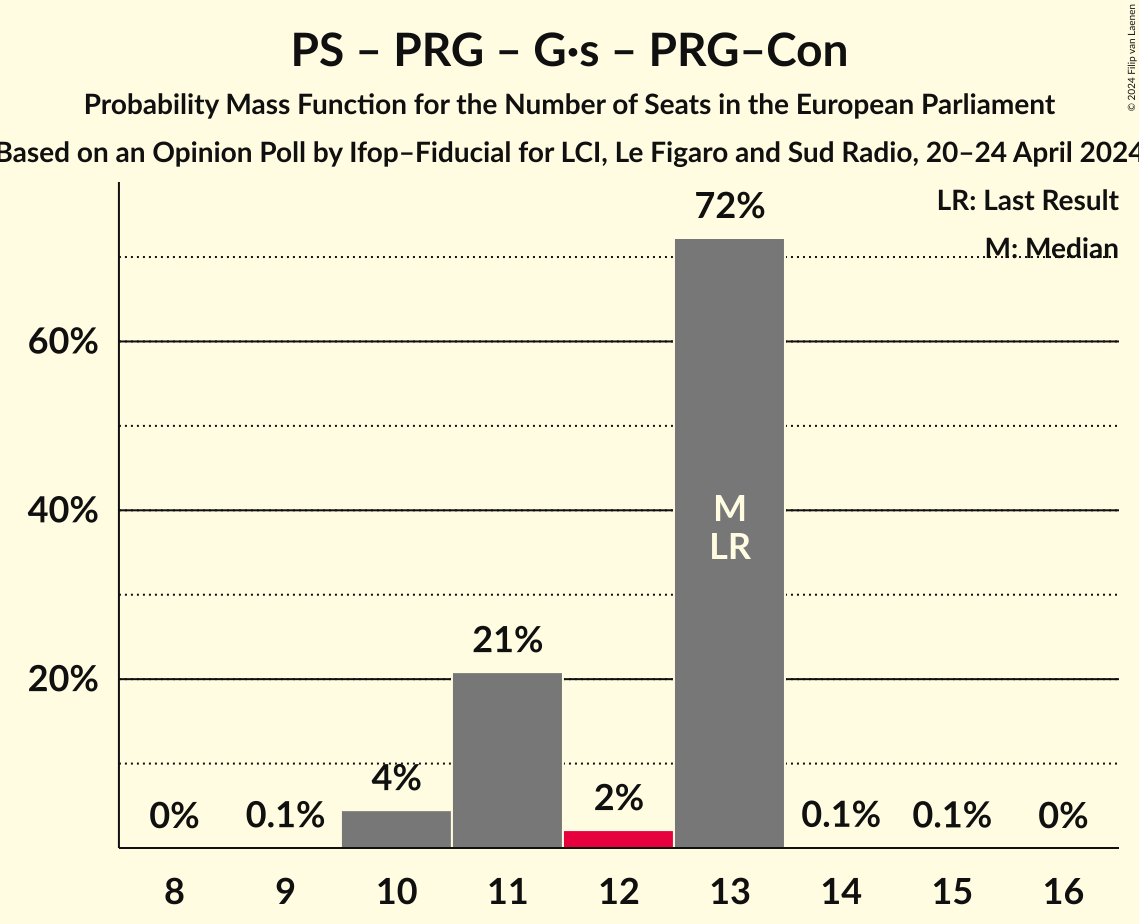 PS – PRG – G·s – PRG–Con
Probability Mass Function for the Number of Seats in the European Parliament
Based on an Opinion Poll by Ifop–Fiducial for LCI, Le Figaro and Sud Radio, 20–24 April 2024
© 2024 Filip van Laenen
LR: Last Result
M: Median
72%
60%
40%
M
LR
21%
20%
4%
2%
0%
0.1%
0.1%
0.1%
0%
8 9 10 11 12 13 14 15 16